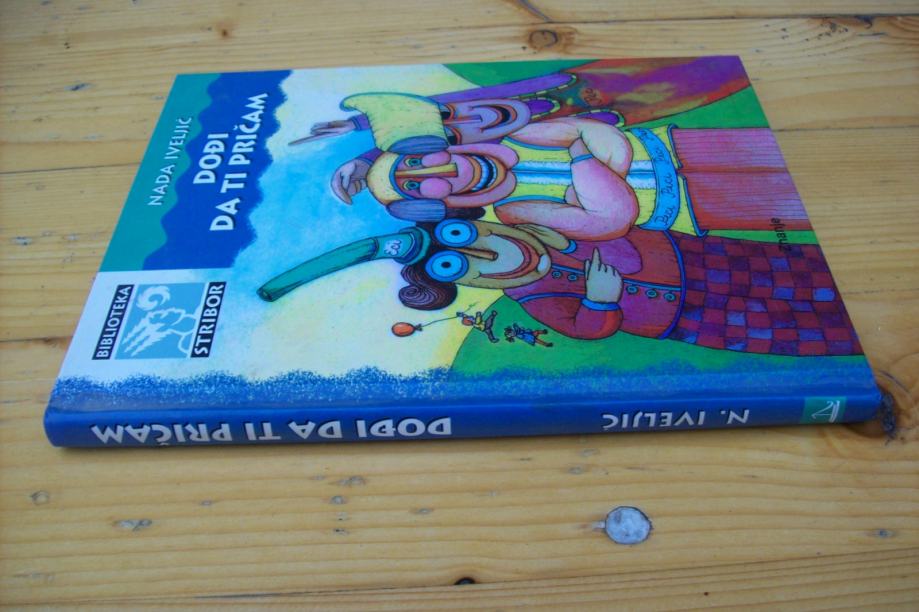 NADA IVELJIĆ
DOĐI
DA TI PRIČAM
BIBLIOTEKA
STRIBOR
znanje
DOĐI DA TI PRIČAM
N. IVELJIĆ